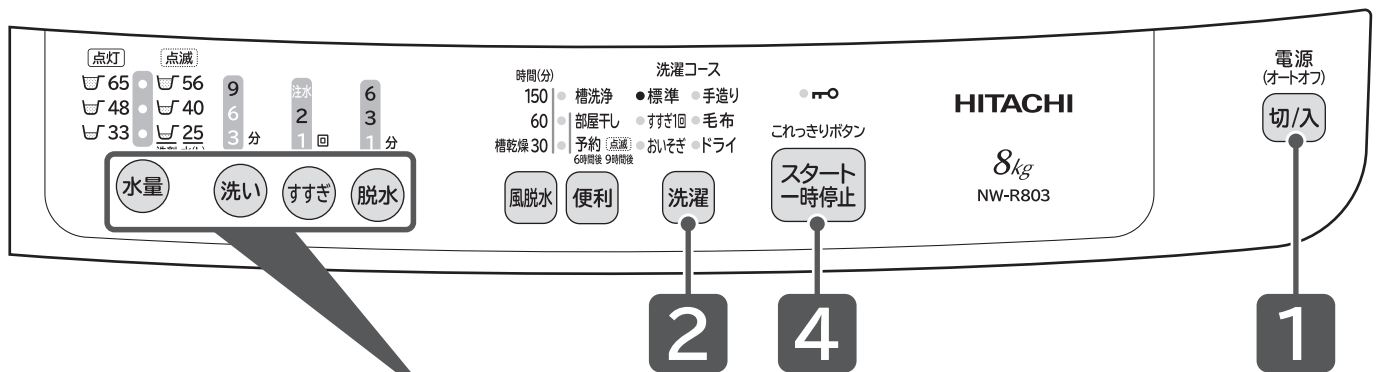 点灯 点滅
65 56
48 40
33 25
9
6
3 分
注水
2
1 回
6
3
1 分
水量 洗い すすぎ 脱水
時間(分)
150 槽洗浄
60 部屋干し
槽乾燥 30 予約 点滅
6時間後 9時間後
風脱水 便利
洗濯コース
標準 手造り
すすぎ1回 毛布
おいそぎ ドライ
洗濯
これっきりボタン
スタート
一時停止
HITACHI
8kg
NW-R803
電源
(オートオフ)
切/入
2 4 1